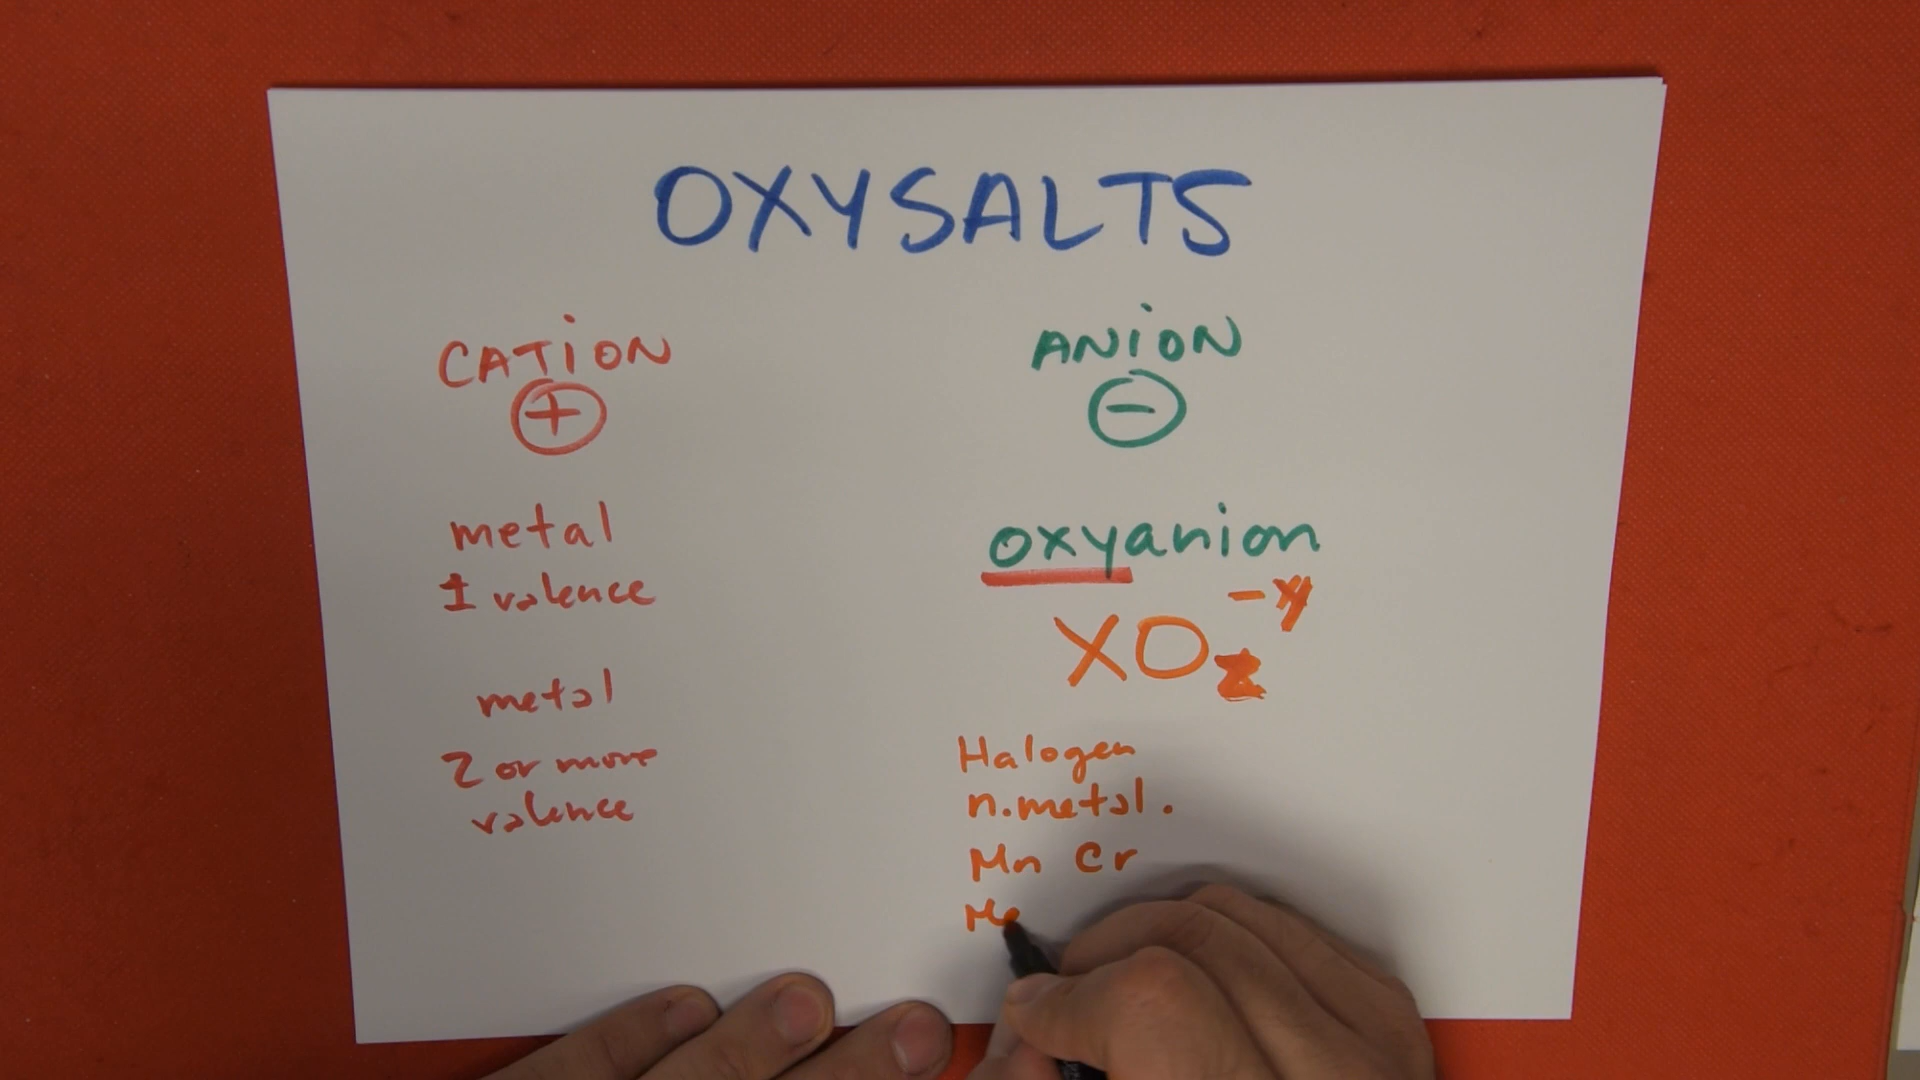 OXYSALTS
CATiON
+
metal
1 valence
metal
2 or more
valence
ANiON
-
oxyanion
XOz-y
Halogen
n.metal.
Mn Cr